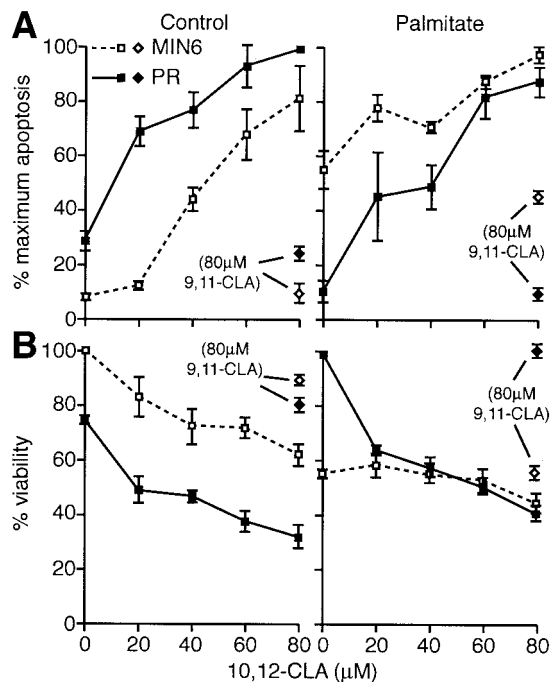 A
Control
Palmitate
MIN6
PR
% maximum apoptosis
100
80
60
40
20
0
(80μM
9,11-CLA)
(80μM
9,11-CLA)
B
% viability
100
80
60
40
20
0
(80μM
9,11-CLA)
(80μM
9,11-CLA)
0 20 40 60 80 0 20 40 60 80
10,12-CLA (μM)